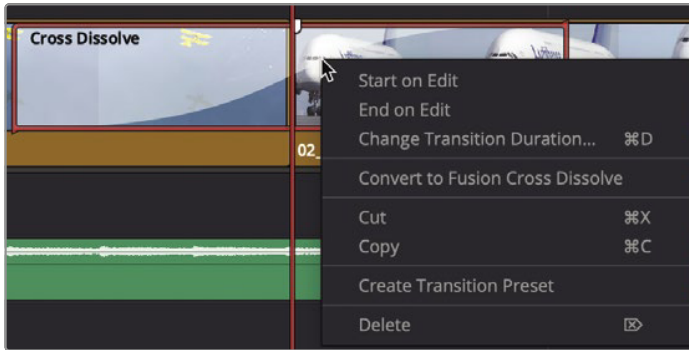 Cross Dissolve
02_
Start on Edit
End on Edit
Change Transition Duration... ⌘D
Convert to Fusion Cross Dissolve
Cut ⌘X
Copy ⌘C
Create Transition Preset
Delete ⌦